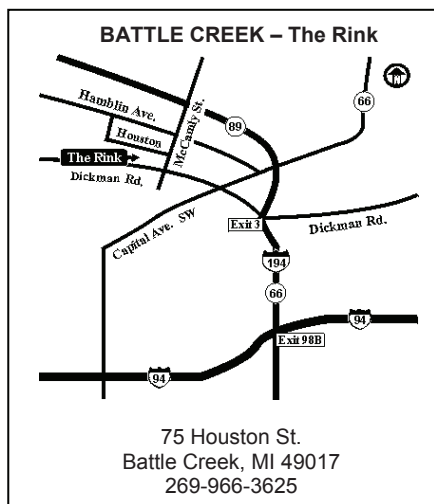 BATTLE CREEK – The Rink
66
Hamblin Ave.
McCamly St.
89
Houston
The Rink
Dickman Rd.
Capital Ave. SW
Exit 3
Dickman Rd.
194
66
94
Exit 98B
94
75 Houston St.
Battle Creek, MI 49017
269-966-3625